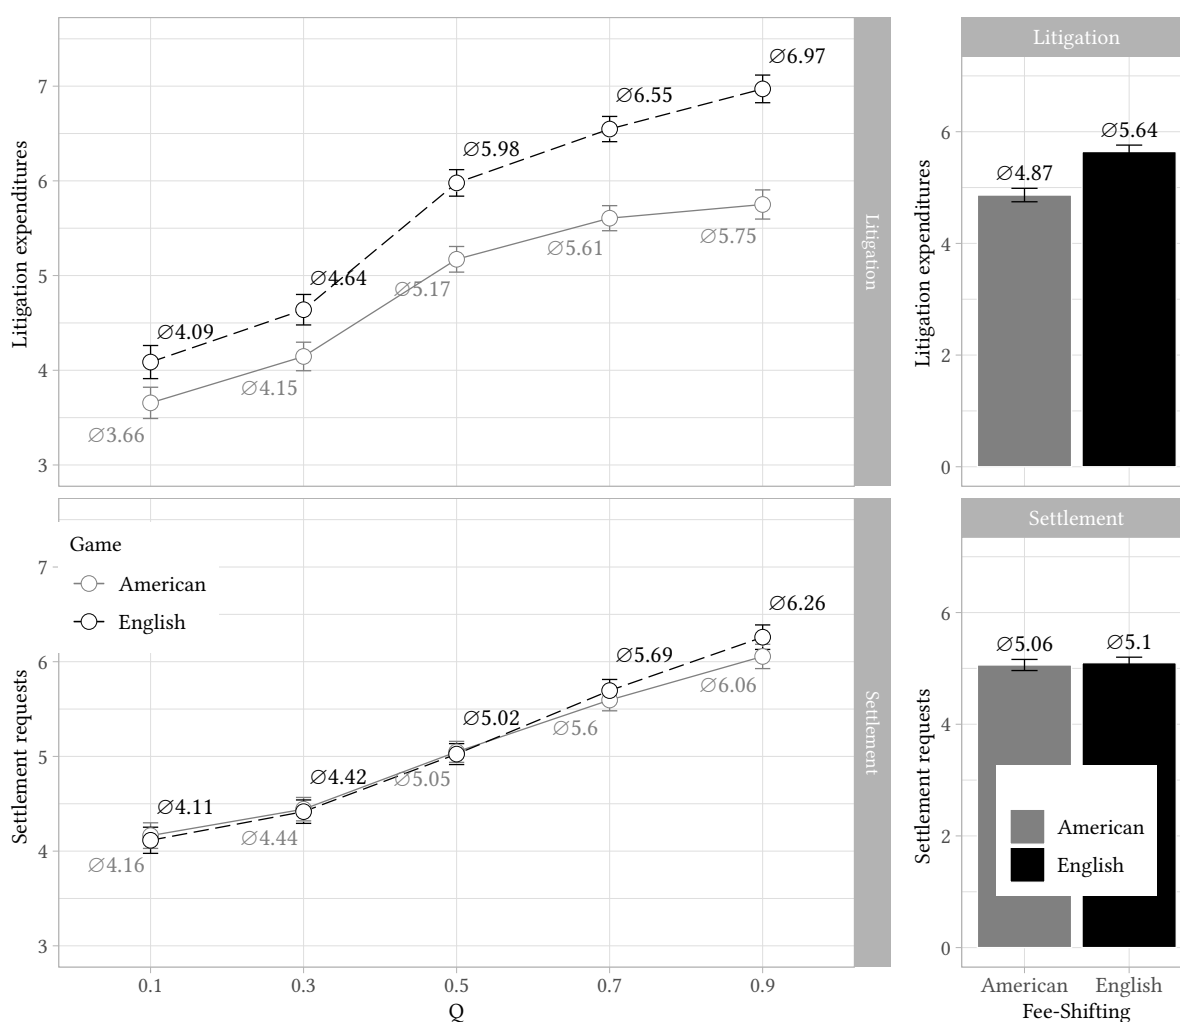 Litigation expenditures
7
6
5
4
3
∅6.97
∅6.55
∅5.98
∅4.64
∅4.09
∅5.75
∅5.61
∅5.17
∅4.15
∅3.66
Litigation
Litigation
Litigation expenditures
6
4
2
0
∅4.87
∅5.64
Settlement requests
7
6
5
4
3
Game
American
English
∅6.26
∅5.69
∅5.02
∅4.42
∅4.11
∅6.06
∅5.6
∅5.05
∅4.44
∅4.16
Settlement
0.1 0.3 0.5 0.7 0.9
Q
Settlement
Settlement requests
6
4
2
0
∅5.06
∅5.1
American
English
American English
Fee-Shifting